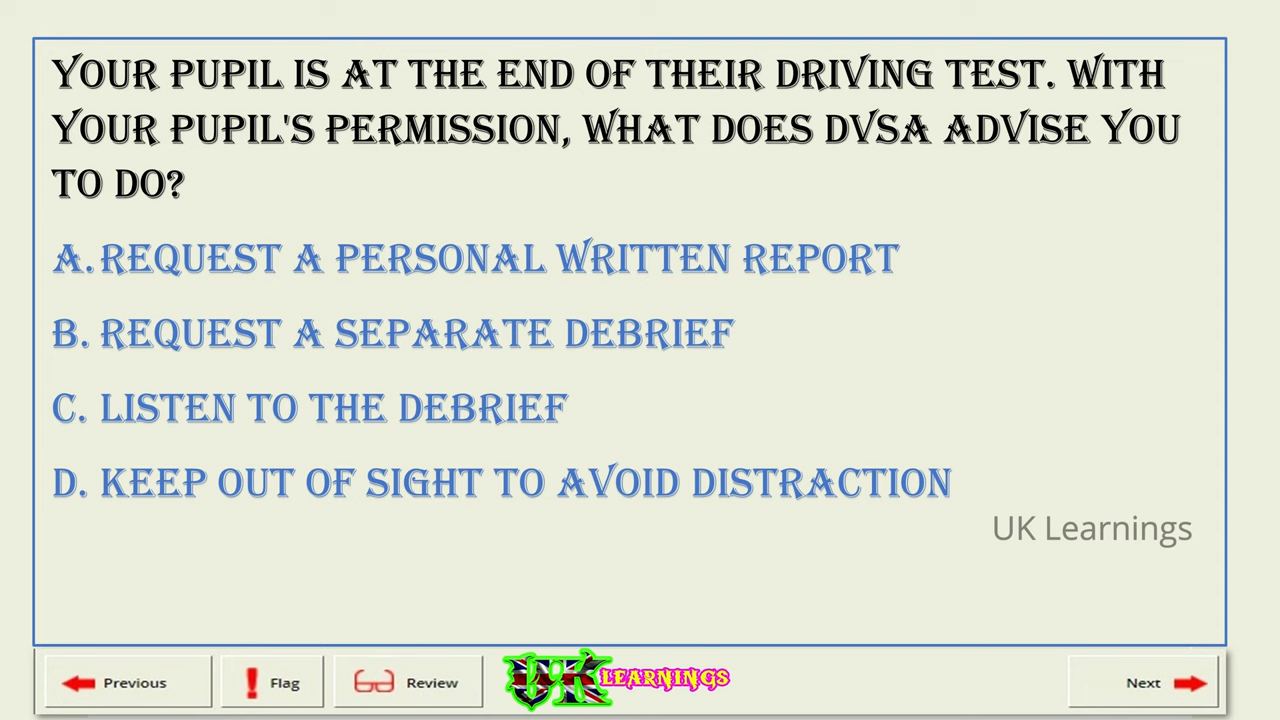 YOUR PUPIL IS AT THE END OF THEIR DRIVING TEST. WITH
YOUR PUPIL'S PERMISSION, WHAT DOES DVSA ADVISE YOU
TO DO?
A. REQUEST A PERSONAL WRITTEN REPORT
B. REQUEST A SEPARATE DEBRIEF
C. LISTEN TO THE DEBRIEF
D. KEEP OUT OF SIGHT TO AVOID DISTRACTION
UK Learnings
Previous
Flag
Review
UK LEARNINGS
Next